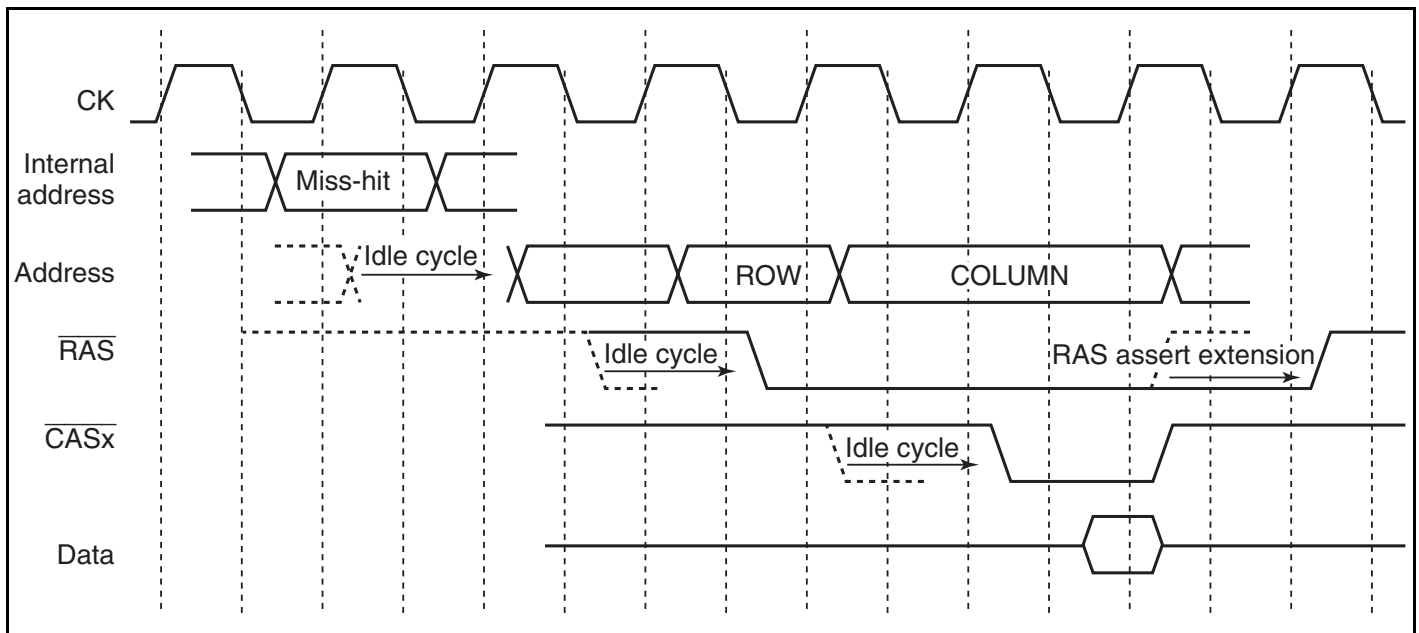 CK
Internal
address
Miss-hit
Address
Idle cycle
ROW
COLUMN
RAS
Idle cycle
RAS assert extension
CASx
Idle cycle
Data